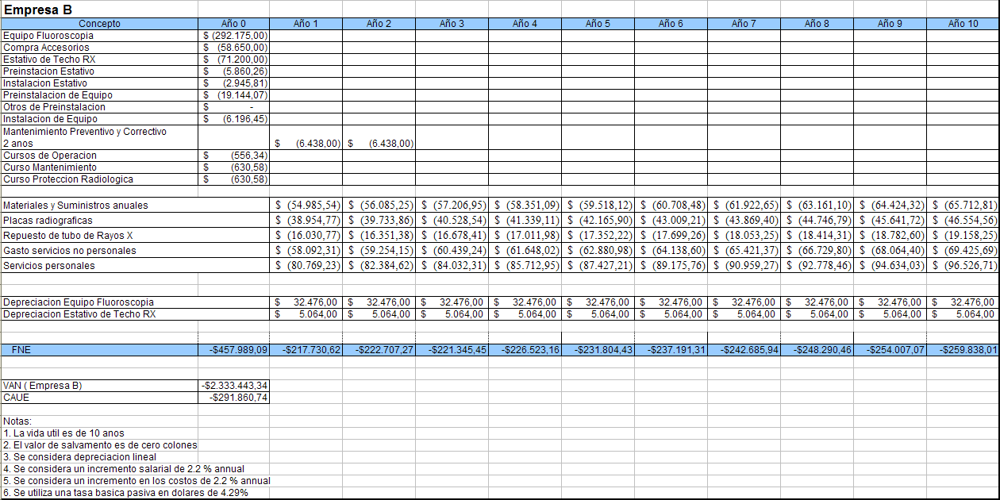 Empresa B
Concepto Año 0 Año 1 Año 2 Año 3 Año 4 Año 5 Año 6 Año 7 Año 8 Año 9 Año 10
Equipo Fluoroscopia $ (292.175,00)
Compra Accesorios $ (58.650,00)
Estativo de Techo RX $ (71.200,00)
Preinstacion Estativo $ (5.860,26)
Instalacion Estativo $ (2.945,81)
Preinstalacion de Equipo $ (19.144,07)
Otros de Preinstalacion $ -
Instalacion de Equipo $ (6.196,45)
Mantenimiento Preventivo y Correctivo
2 anos $ (6.438,00) $ (6.438,00)
Cursos de Operacion $ (556,34)
Curso Mantenimiento $ (630,58)
Curso Proteccion Radiologica $ (630,58)
Materiales y Suministros anuales $ (54.985,54) $ (56.085,25) $ (57.206,95) $ (58.351,09) $ (59.518,12) $ (60.708,48) $ (61.922,65) $ (63.161,10) $ (64.424,32) $ (65.712,81)
Placas radiograficas $ (38.954,77) $ (39.733,86) $ (40.528,54) $ (41.339,11) $ (42.165,90) $ (43.009,21) $ (43.869,40) $ (44.746,79) $ (45.641,72) $ (46.554,56)
Repuesto de tubo de Rayos X $ (16.030,77) $ (16.351,38) $ (16.678,41) $ (17.011,98) $ (17.352,22) $ (17.699,26) $ (18.053,25) $ (18.414,31) $ (18.782,60) $ (19.158,25)
Gasto servicios no personales $ (58.092,31) $ (59.254,15) $ (60.439,24) $ (61.648,02) $ (62.880,98) $ (64.138,60) $ (65.421,37) $ (66.729,80) $ (68.064,40) $ (69.425,69)
Servicios personales $ (80.769,23) $ (82.384,62) $ (84.032,31) $ (85.712,95) $ (87.427,21) $ (89.175,76) $ (90.959,27) $ (92.778,46) $ (94.634,03) $ (96.526,71)
Depreciacion Equipo Fluoroscopia $ 32.476,00 $ 32.476,00 $ 32.476,00 $ 32.476,00 $ 32.476,00 $ 32.476,00 $ 32.476,00 $ 32.476,00 $ 32.476,00 $ 32.476,00
Depreciacion Estativo de Techo RX $ 5.064,00 $ 5.064,00 $ 5.064,00 $ 5.064,00 $ 5.064,00 $ 5.064,00 $ 5.064,00 $ 5.064,00 $ 5.064,00 $ 5.064,00
FNE -$457.989,09 -$217.730,62 -$222.707,27 -$221.345,45 -$226.523,16 -$231.804,43 -$237.191,31 -$242.685,94 -$248.290,46 -$254.007,07 -$259.838,01
VAN ( Empresa B) -$2.333.443,34
CAUE -$291.860,74
Notas:
1. La vida util es de 10 anos
2. El valor de salvamento es de cero colones
3. Se considera depreciacion lineal
4. Se considera un incremento salarial de 2.2 % annual
5. Se considera un incremento en los costos de 2.2 % annual
6. Se utiliza una tasa basica pasiva en dolares de 4.29%